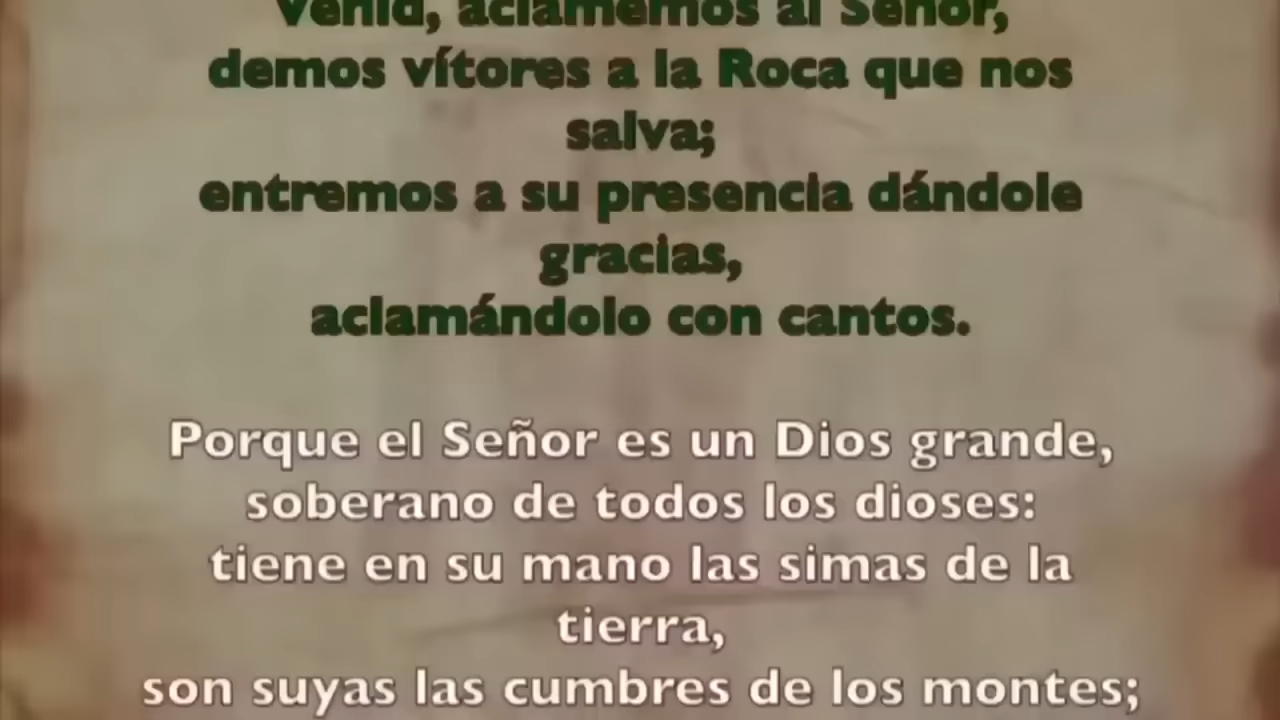 Venid, aclamemos al Señor,
demos vítores a la Roca que nos
salva;
entremos a su presencia dándole
gracias,
aclamándolo con cantos.
Porque el Señor es un Dios grande,
soberano de todos los dioses:
tiene en su mano las simas de la
tierra,
son suyas las cumbres de los montes;